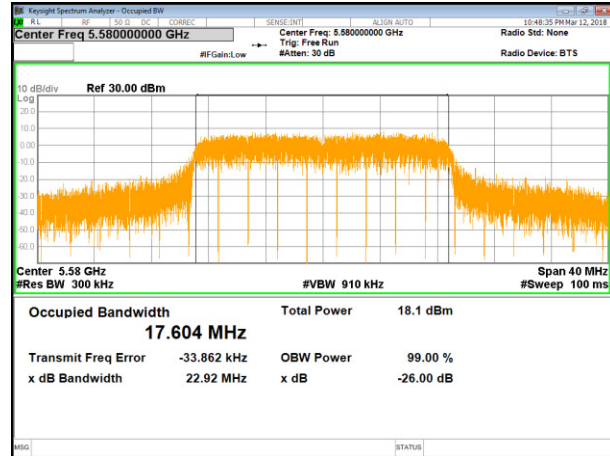 Keysight Spectrum Analyzer - Occupied BW
RL RF 50 Ω DC CORREC SENSE:INT ALIGN AUTO 10:48:35 PM Mar 12, 2018
Center Freq 5.580000000 GHz Center Freq: 5.580000000 GHz Radio Std: None
Trig: Free Run
#IFGain:Low #Atten: 30 dB Radio Device: BTS
10 dB/div Ref 30.00 dBm
Log
20.0
10.0
0.00
-10.0
-20.0
-30.0
-40.0
-50.0
-60.0
Center 5.58 GHz Span 40 MHz
#Res BW 300 kHz #VBW 910 kHz #Sweep 100 ms
Occupied Bandwidth Total Power 18.1 dBm
17.604 MHz
Transmit Freq Error -33.862 kHz OBW Power 99.00 %
x dB Bandwidth 22.92 MHz x dB -26.00 dB
MSG STATUS